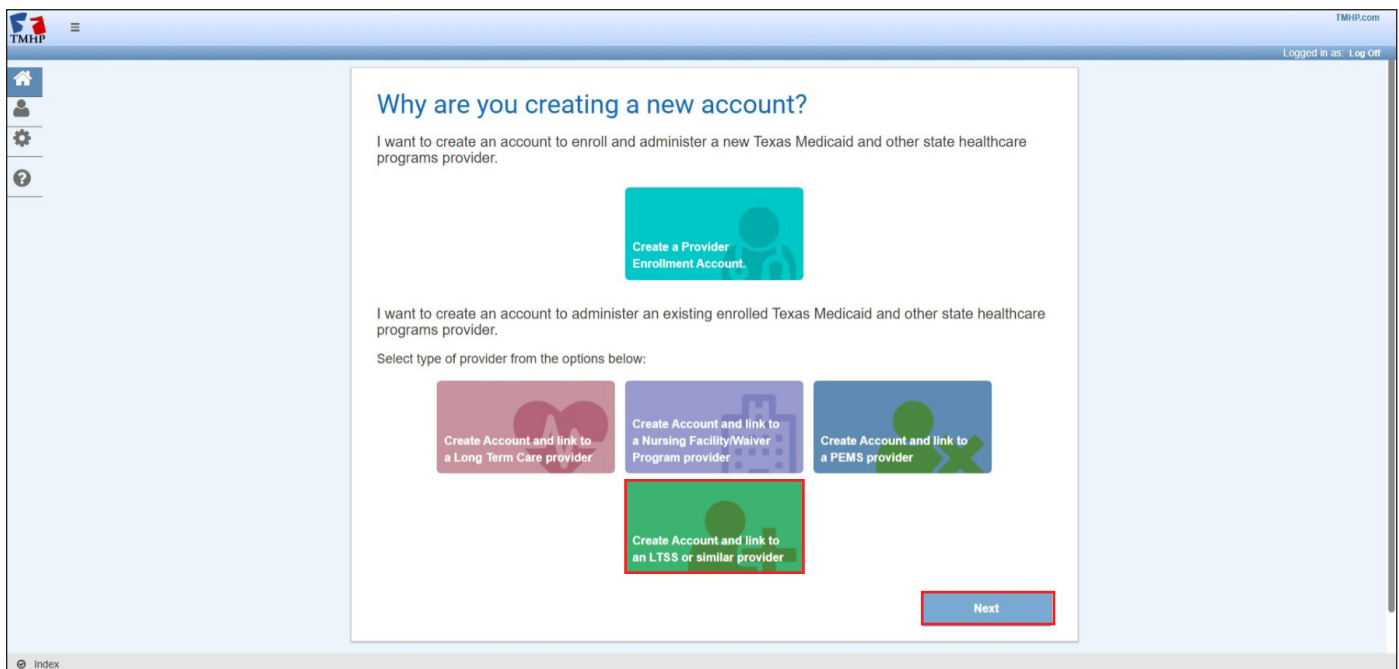 TMHP.com
TMHP
Logged in as: Log Off
Why are you creating a new account?
I want to create an account to enroll and administer a new Texas Medicaid and other state healthcare
programs provider.
Create a Provider
Enrollment Account.
I want to create an account to administer an existing enrolled Texas Medicaid and other state healthcare
programs provider.
Select type of provider from the options below:
Create Account and link to
a Long Term Care provider
Create Account and link to
a Nursing Facility/Waiver
Program provider
Create Account and link to
a PEMS provider
Create Account and link to
an LTSS or similar provider
Next
Index